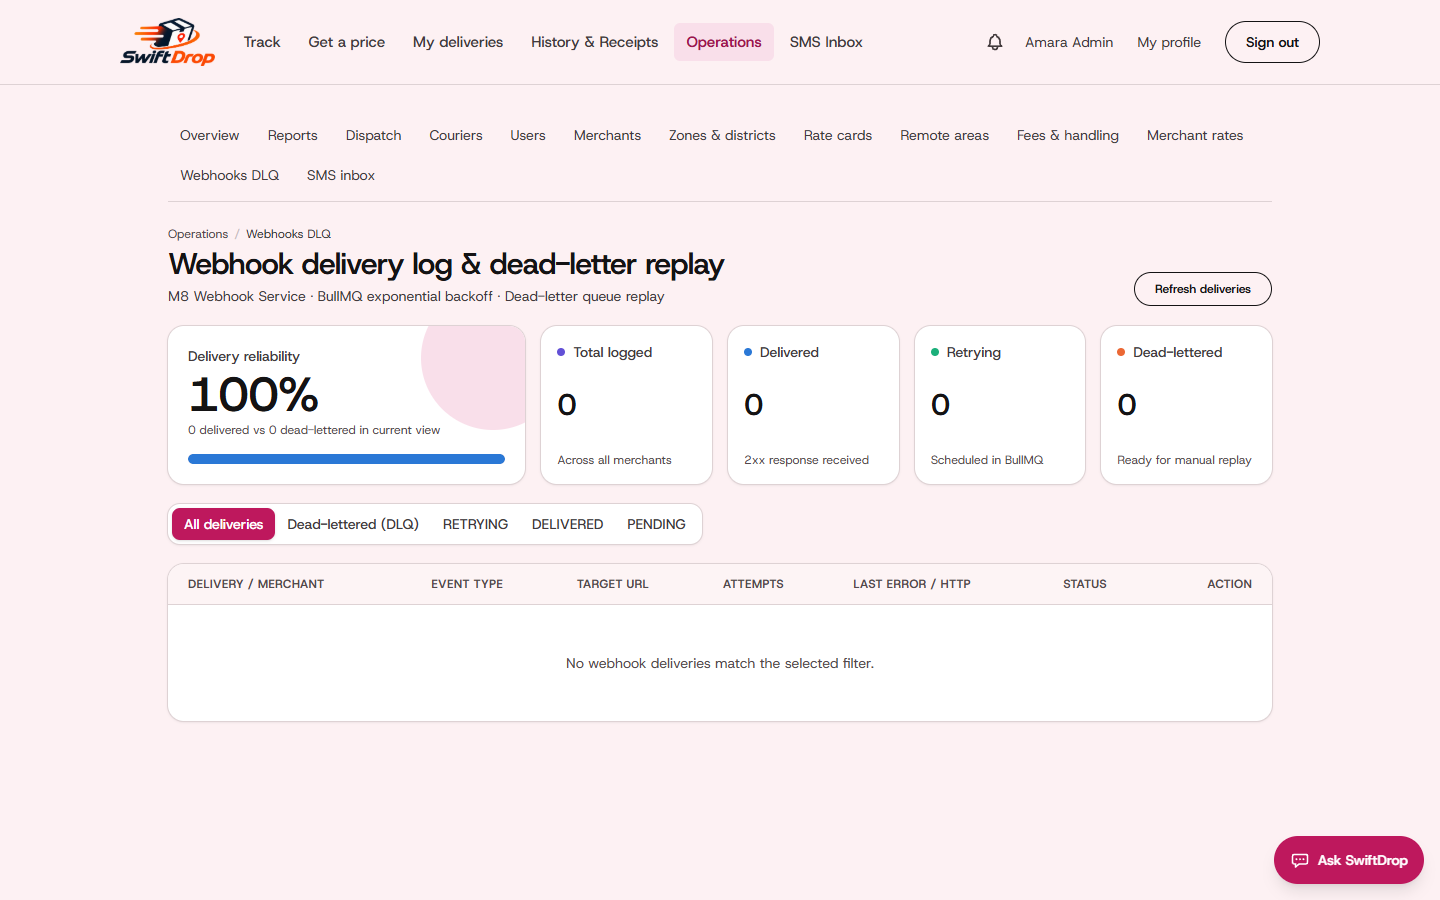 SwiftDrop
Track
Get a price
My deliveries
History & Receipts
Operations
SMS Inbox
Amara Admin
My profile
Sign out
Overview
Reports
Dispatch
Couriers
Users
Merchants
Zones & districts
Rate cards
Remote areas
Fees & handling
Merchant rates
Webhooks DLQ
SMS inbox
Operations / Webhooks DLQ
Webhook delivery log & dead-letter replay
M8 Webhook Service · BullMQ exponential backoff · Dead-letter queue replay
Refresh deliveries
Delivery reliability
100%
0 delivered vs 0 dead-lettered in current view
Total logged
0
Across all merchants
Delivered
0
2xx response received
Retrying
0
Scheduled in BullMQ
Dead-lettered
0
Ready for manual replay
All deliveries
Dead-lettered (DLQ)
RETRYING
DELIVERED
PENDING
DELIVERY / MERCHANT
EVENT TYPE
TARGET URL
ATTEMPTS
LAST ERROR / HTTP
STATUS
ACTION
No webhook deliveries match the selected filter.
Ask SwiftDrop